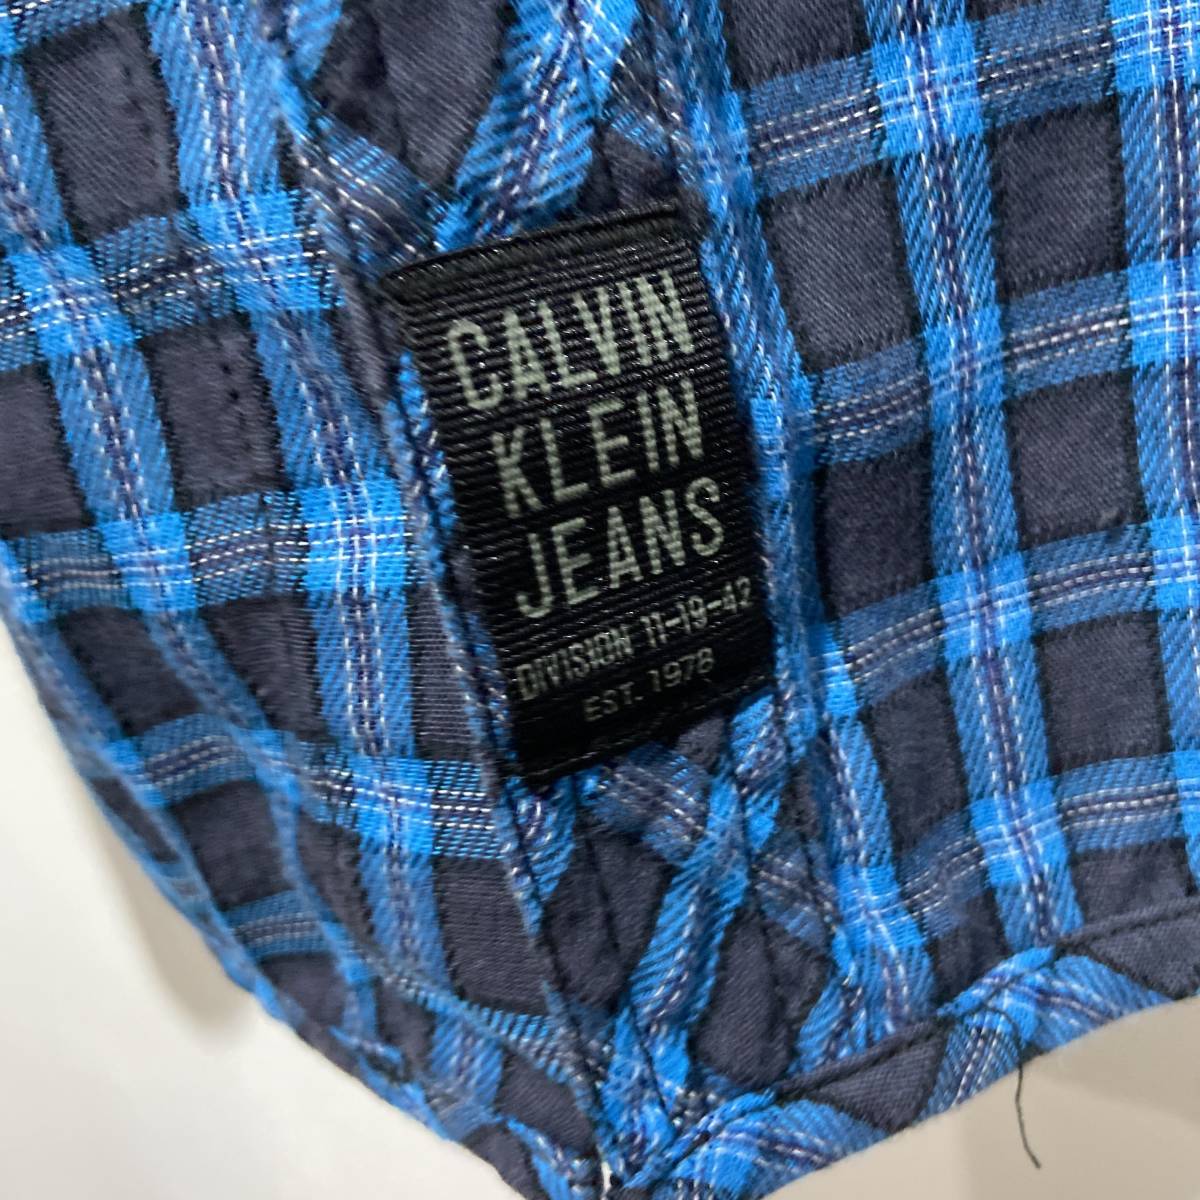 CALVIN
KLEIN
JEANS
DIVISION 11-19-42
EST. 1978